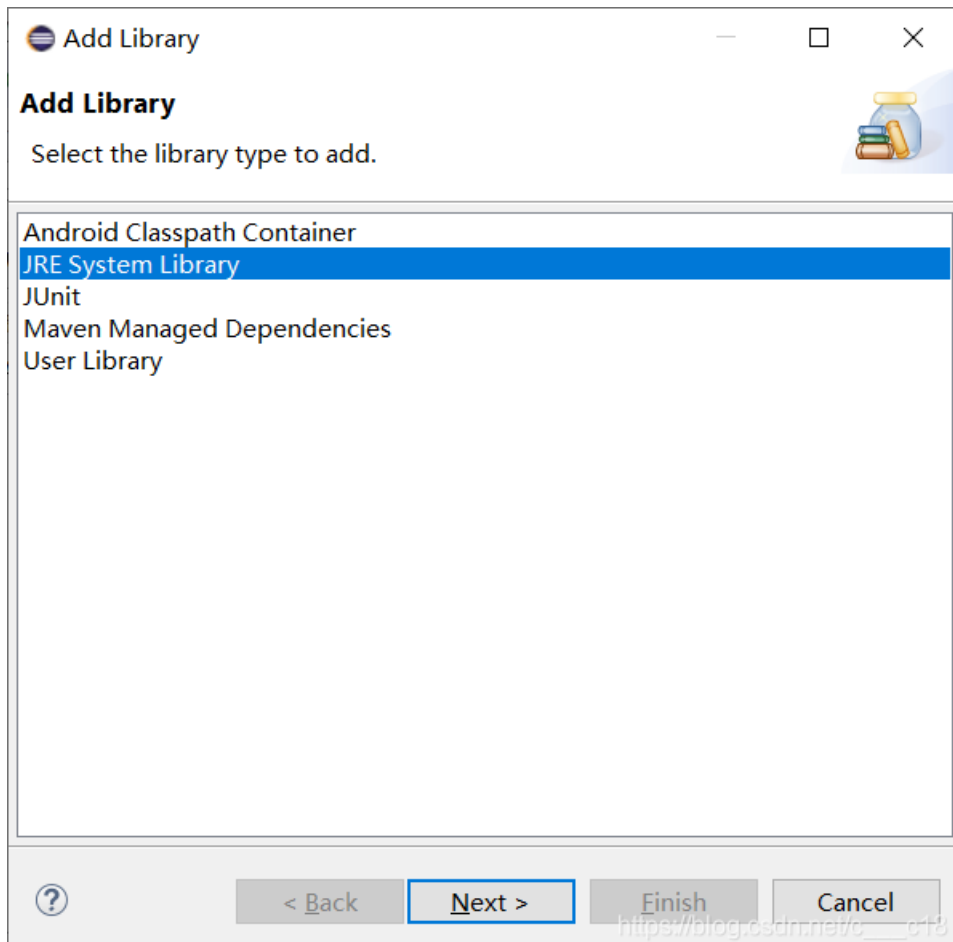 Add Library
Add Library
Select the library type to add.
Android Classpath Container
JRE System Library
JUnit
Maven Managed Dependencies
User Library
< Back
Next >
Finish
Cancel
https://blog.csdn.net/c____c18